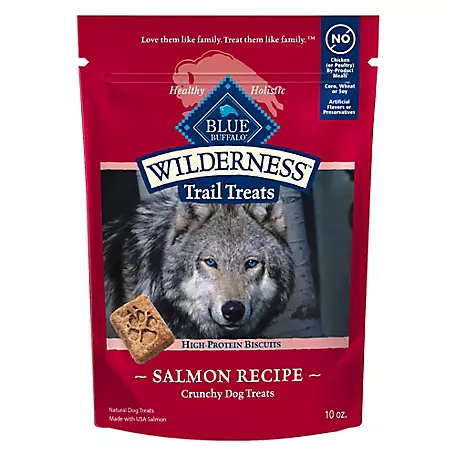 Love them like family. Treat them like family.™
NO
Chicken
(or Poultry)
By-Product
Meals
Corn, Wheat
or Soy
Artificial
Flavors or
Preservatives
Healthy Holistic
BLUE
BUFFALO
WILDERNESS
Trail Treats
HIGH-PROTEIN BISCUITS
~ SALMON RECIPE ~
Crunchy Dog Treats
Natural Dog Treats
Made with USA Salmon
10 oz.